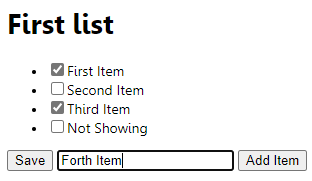 First list
First Item
Second Item
Third Item
Not Showing
Save Forth Item Add Item